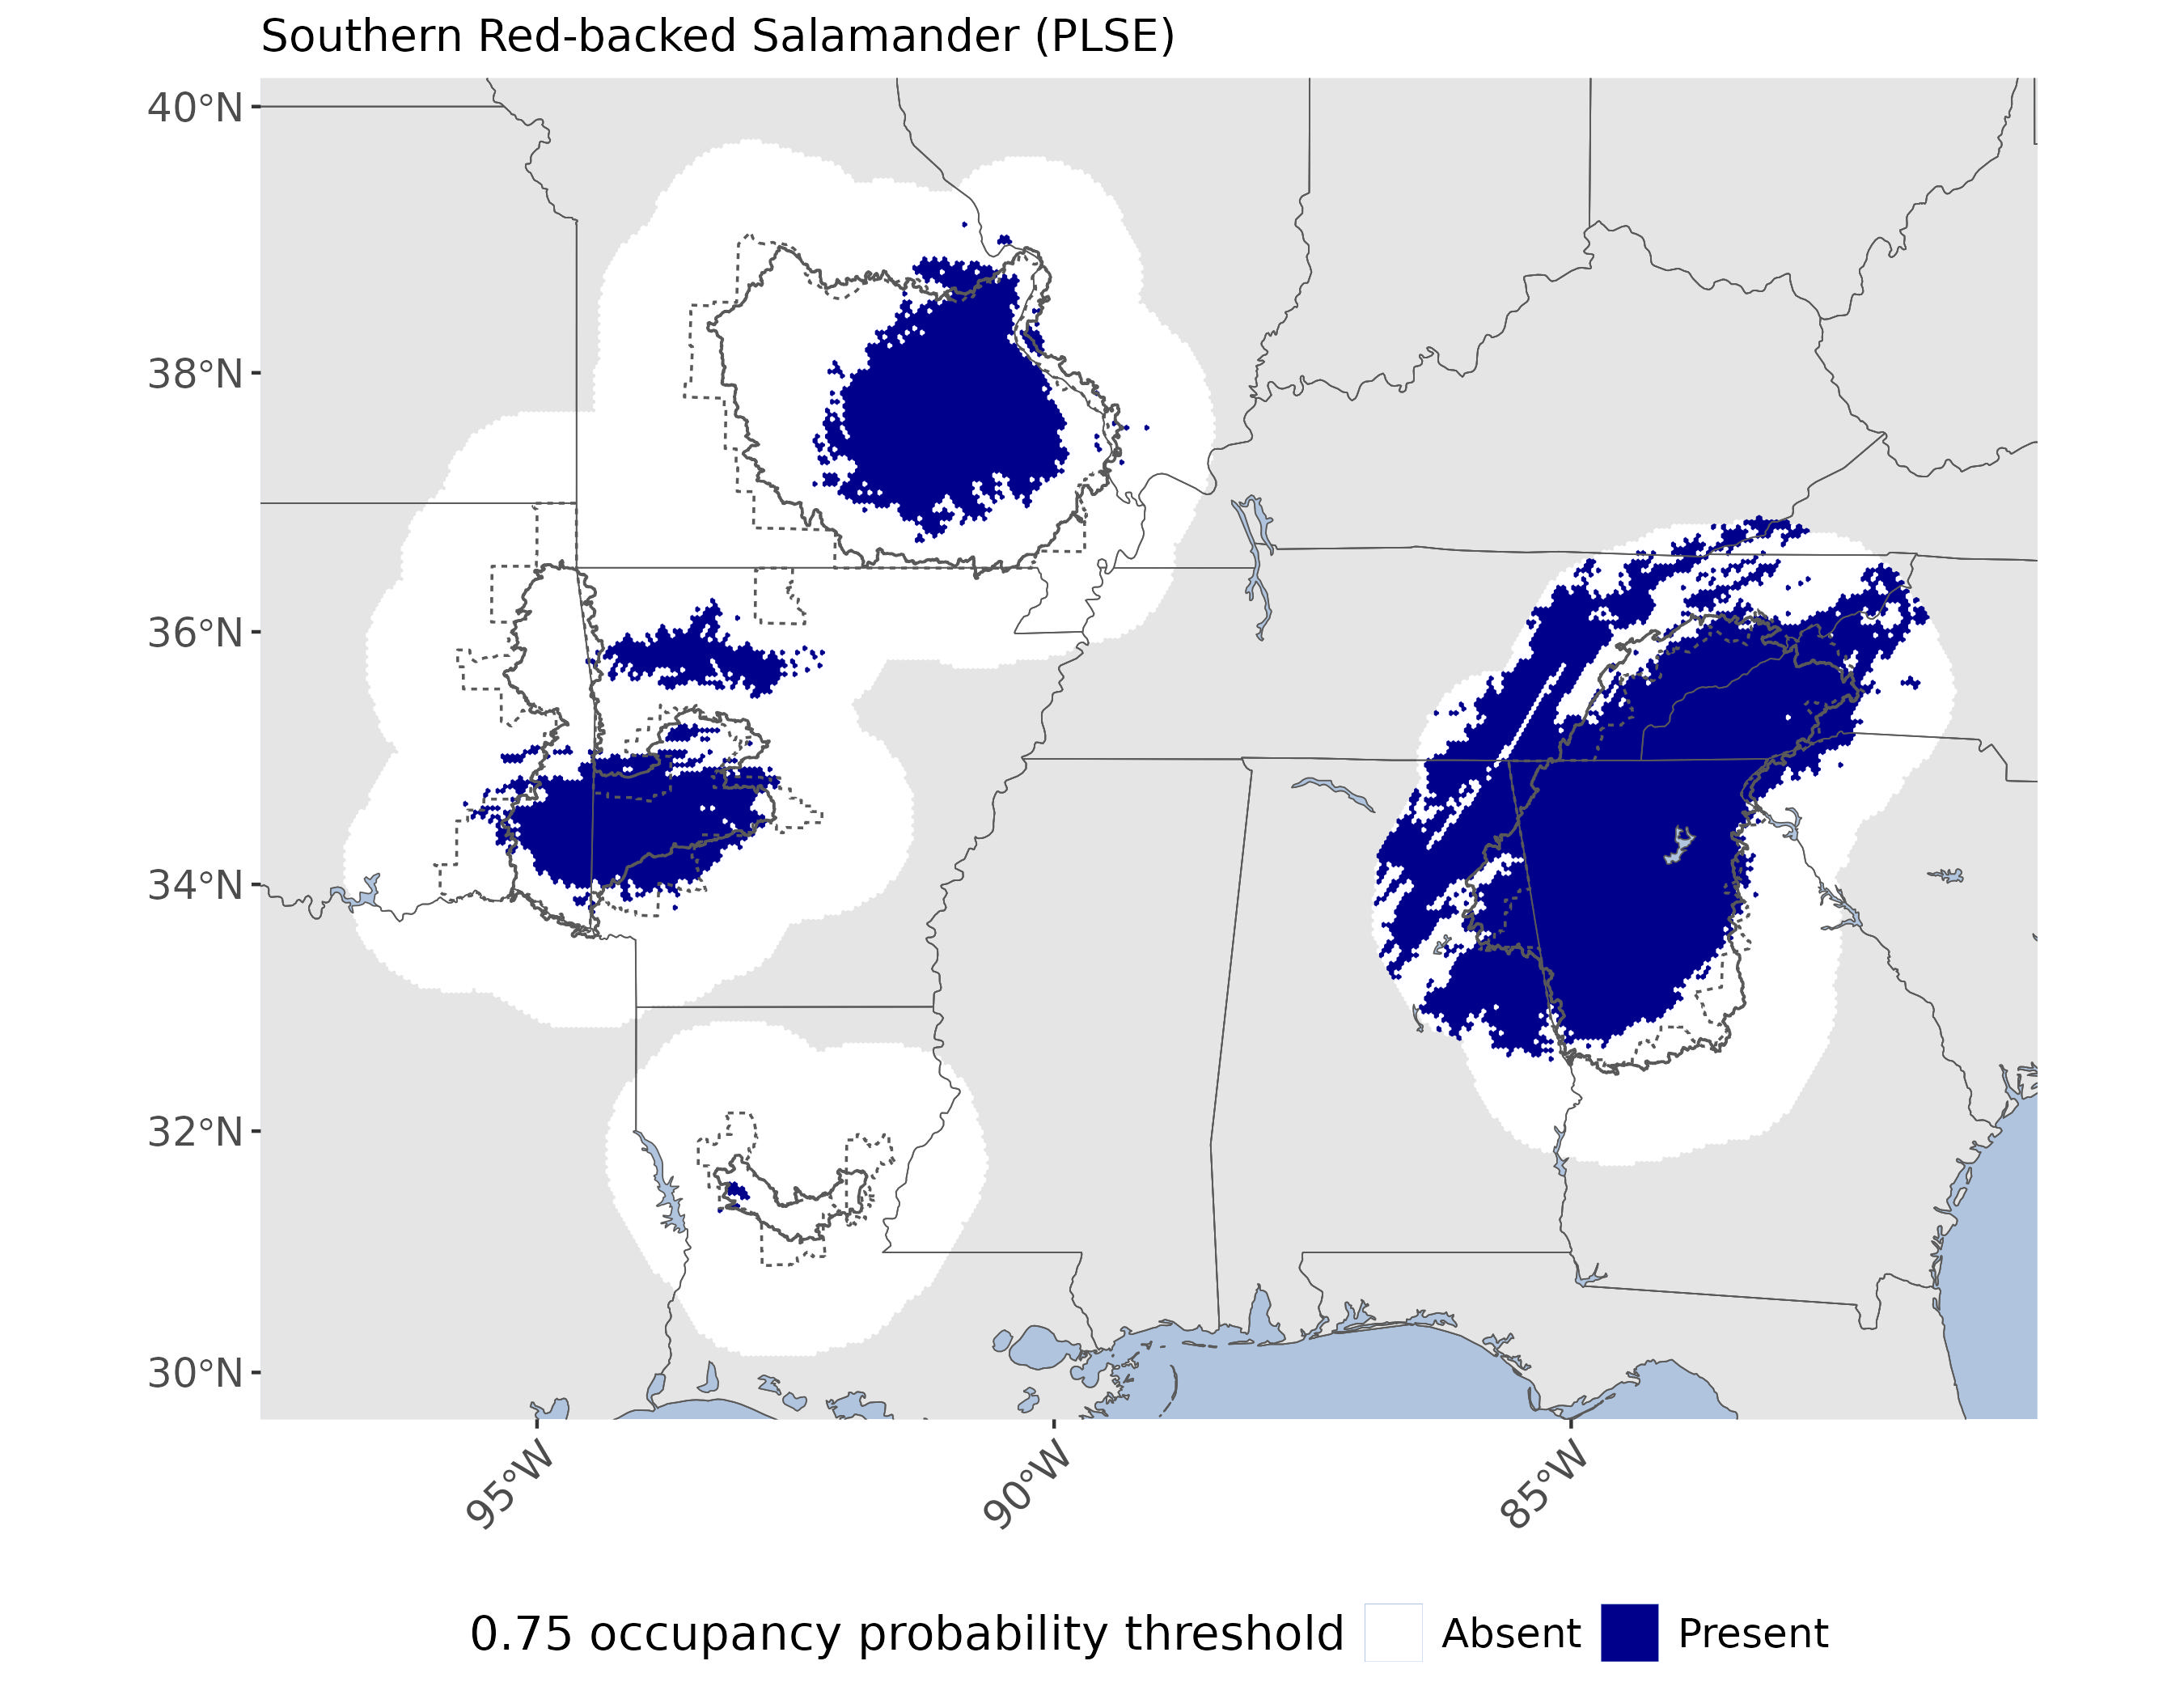 Southern Red-backed Salamander (PLSE)
40°N
38°N
36°N
34°N
32°N
30°N
95°W
90°W
85°W
0.75 occupancy probability threshold Absent Present